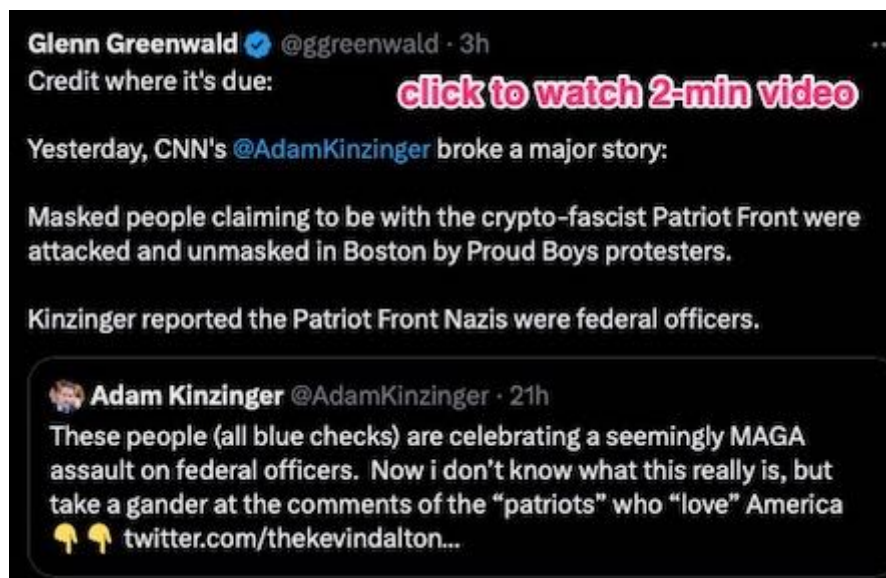 Glenn Greenwald @ggreenwald · 3h
Credit where it's due:
click to watch 2-min video
Yesterday, CNN's @AdamKinzinger broke a major story:
Masked people claiming to be with the crypto-fascist Patriot Front were
attacked and unmasked in Boston by Proud Boys protesters.
Kinzinger reported the Patriot Front Nazis were federal officers.
Adam Kinzinger @AdamKinzinger · 21h
These people (all blue checks) are celebrating a seemingly MAGA
assault on federal officers.  Now i don't know what this really is, but
take a gander at the comments of the “patriots” who “love” America
👇👇 twitter.com/thekevindalton...